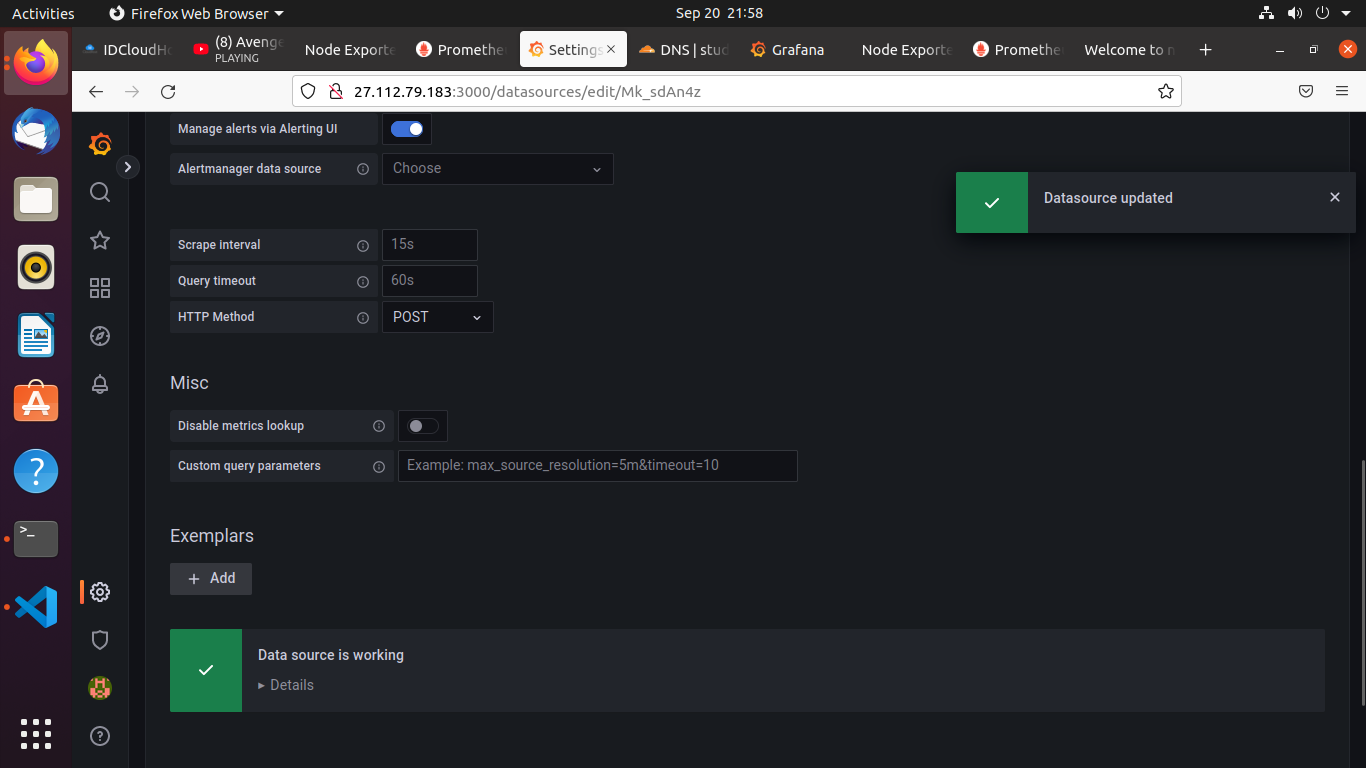 Activities Firefox Web Browser Sep 20 21:58
IDCloudHo (8) Avenge Node Exporte Promethe Settings DNS | stud Grafana Node Exporte Prometheu Welcome to n
PLAYING
27.112.79.183:3000/datasources/edit/Mk_sdAn4z
Manage alerts via Alerting UI
Alertmanager data source Choose
Datasource updated
Scrape interval 15s
Query timeout 60s
HTTP Method POST
Misc
Disable metrics lookup
Custom query parameters Example: max_source_resolution=5m&timeout=10
Exemplars
+ Add
Data source is working
▸ Details